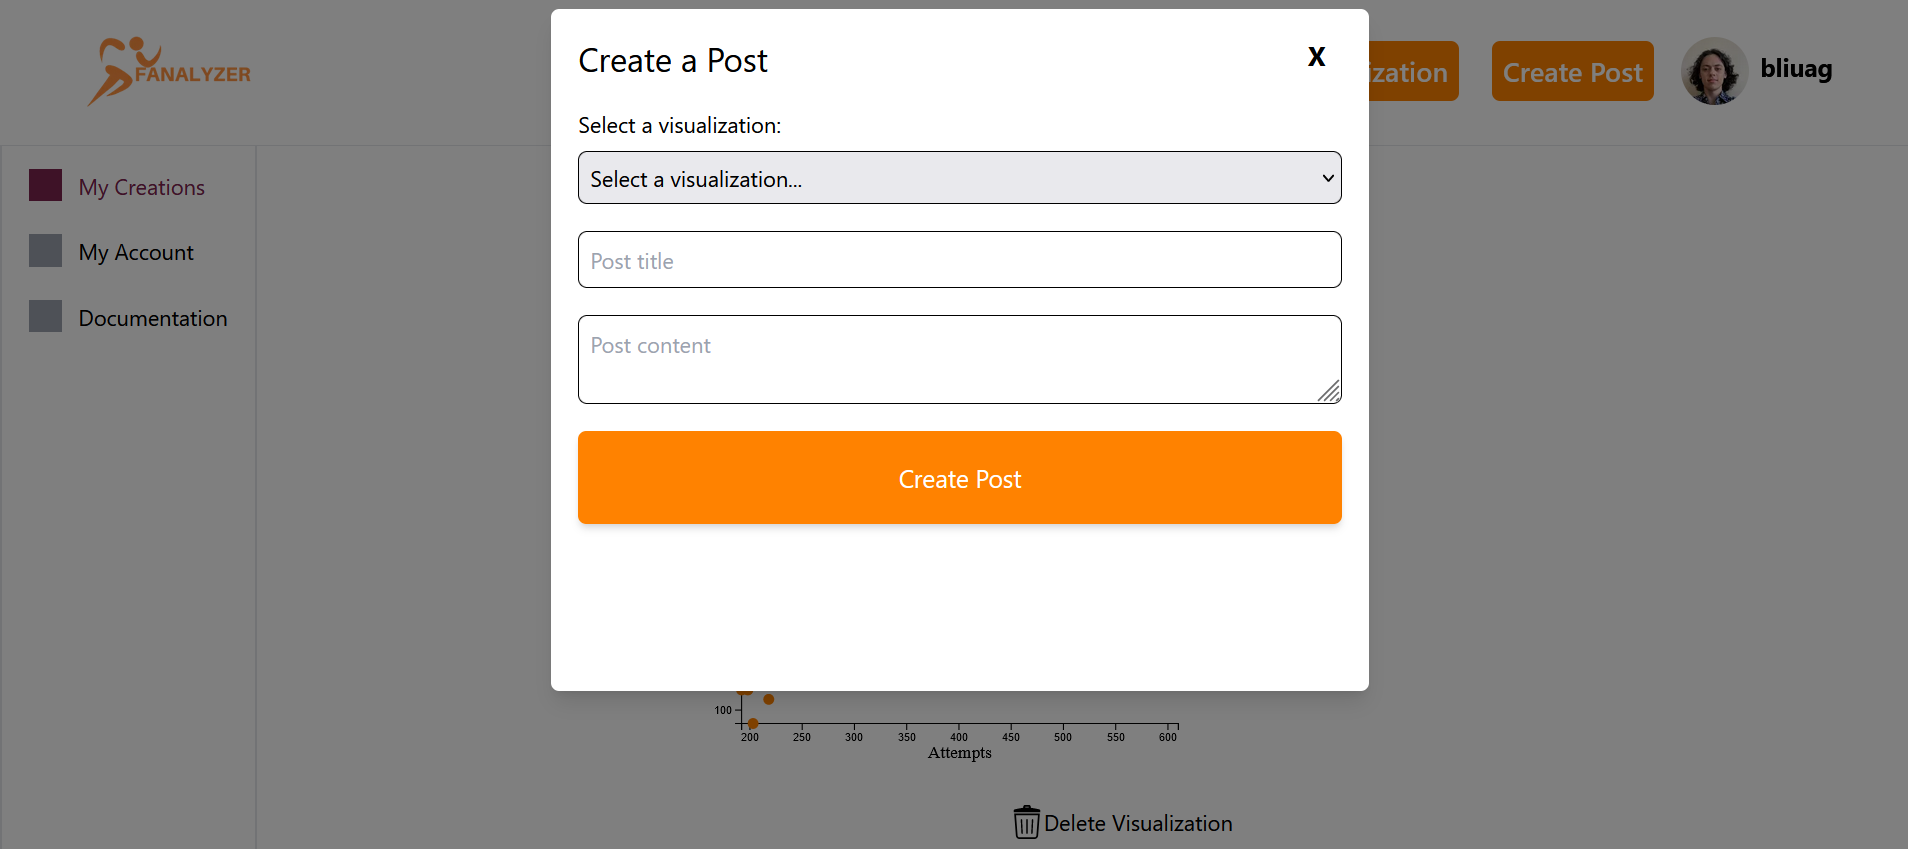 FANALYZER
ization
Create Post
bliuag
My Creations
My Account
Documentation
Create a Post
X
Select a visualization:
Select a visualization...
Post title
Post content
Create Post
100
200 250 300 350 400 450 500 550 600
Attempts
Delete Visualization